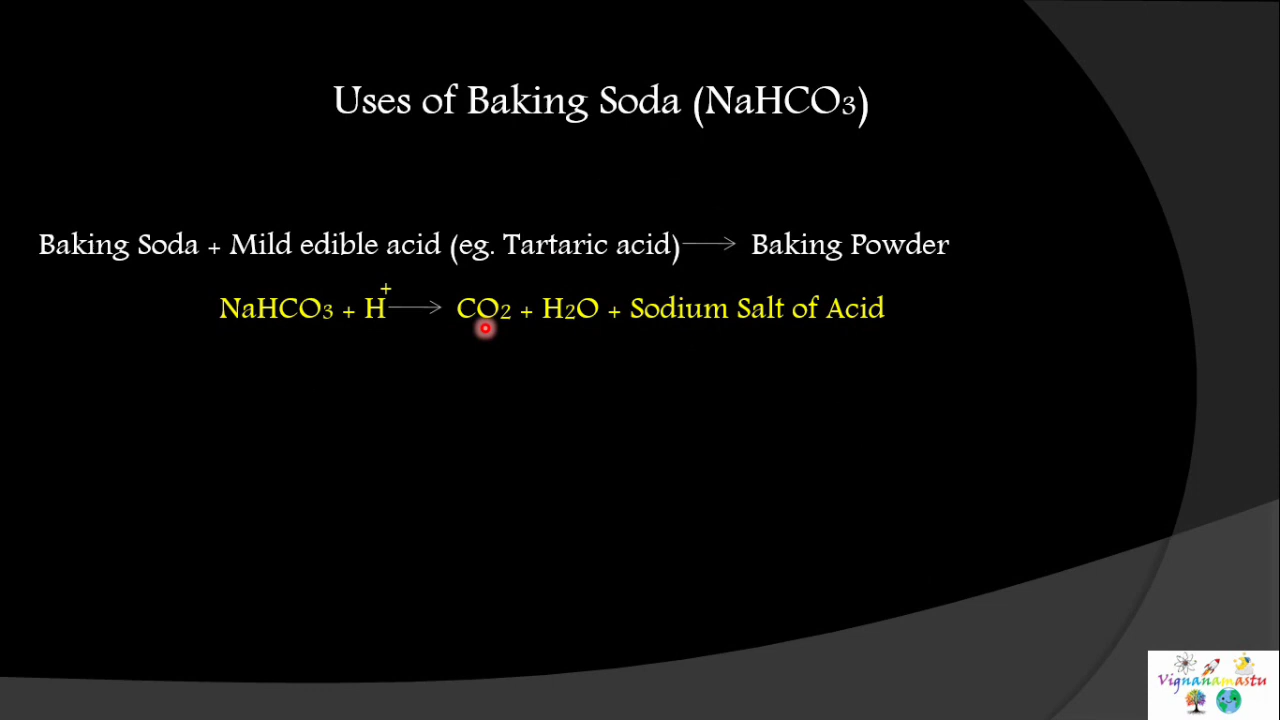 Uses of Baking Soda (NaHCO3)
Baking Soda + Mild edible acid (eg. Tartaric acid) → Baking Powder
NaHCO3 + H+ → CO2 + H2O + Sodium Salt of Acid
Vignanamastu